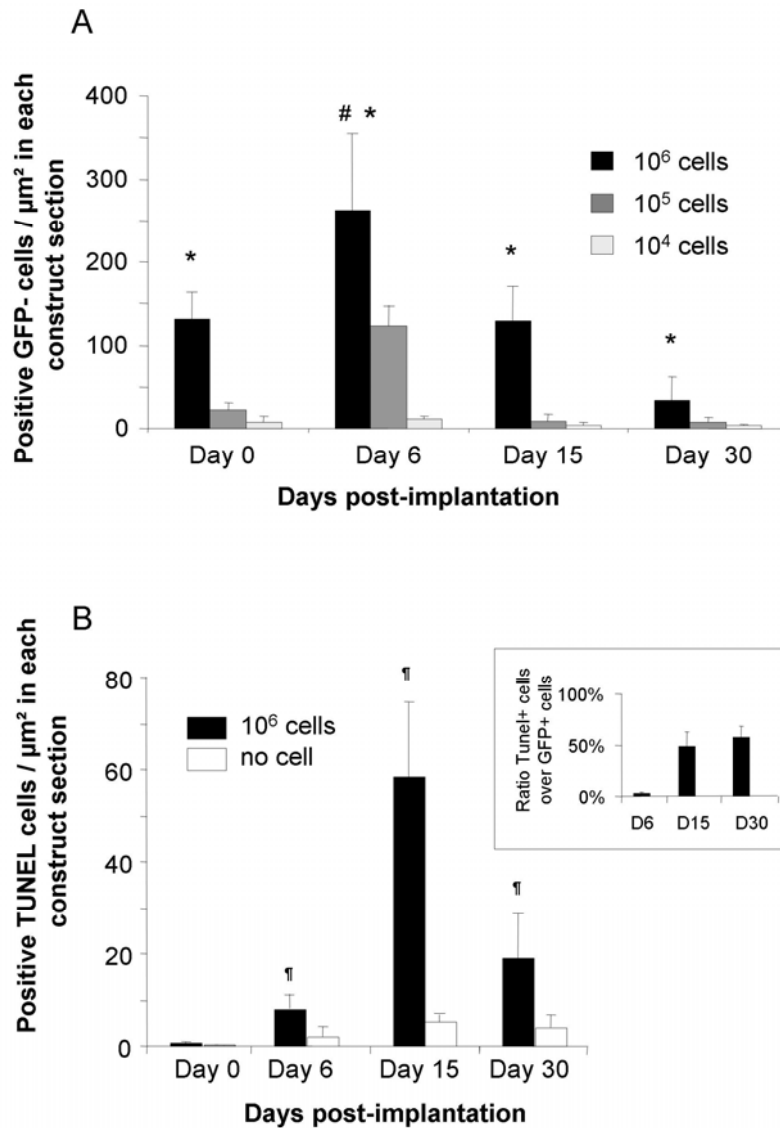 A
Positive GFP- cells / µm² in each
construct section
400
300
200
100
0
# *
*
*
*
10⁶ cells
10⁵ cells
10⁴ cells
Day 0
Day 6
Day 15
Day 30
Days post-implantation
B
Positive TUNEL cells / µm² in each
construct section
80
60
40
20
0
10⁶ cells
no cell
¶
¶
¶
Day 0
Day 6
Day 15
Day 30
Days post-implantation
Ratio Tunel+ cells
over GFP+ cells
100%
50%
0%
D6
D15
D30